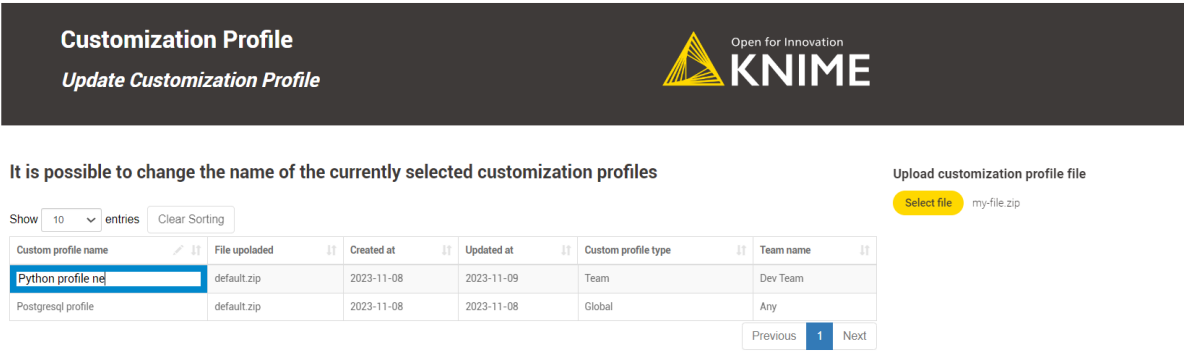 Customization Profile
Update Customization Profile
Open for Innovation
KNIME
It is possible to change the name of the currently selected customization profiles
Upload customization profile file
Select file my-file.zip
Show 10 entries Clear Sorting
Custom profile name File upoladed Created at Updated at Custom profile type Team name
Python profile ne default.zip 2023-11-08 2023-11-09 Team Dev Team
Postgresql profile default.zip 2023-11-08 2023-11-08 Global Any
Previous 1 Next